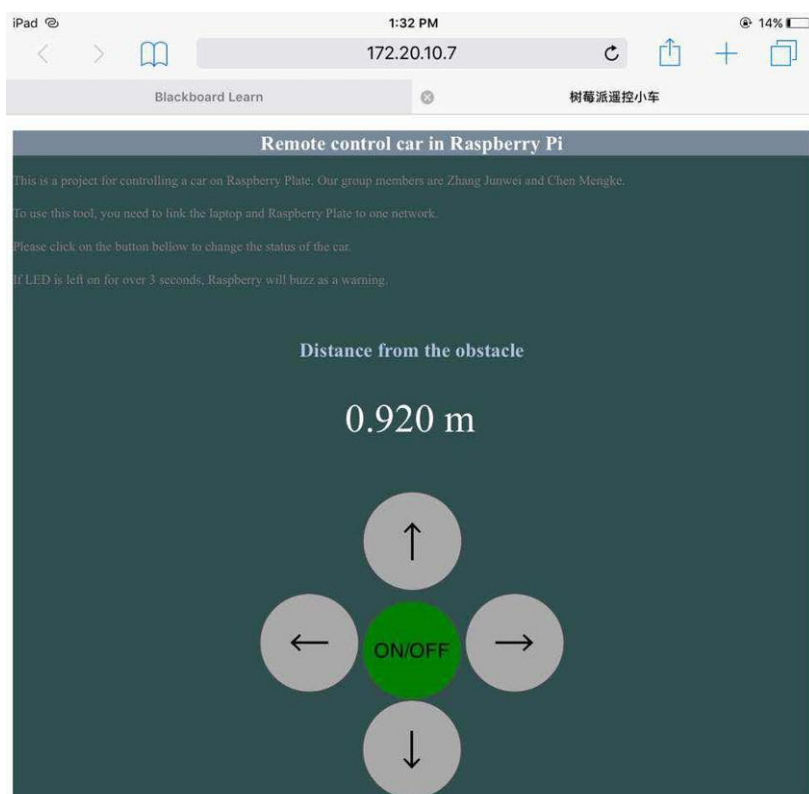 iPad
1:32 PM
14%
172.20.10.7
Blackboard Learn
树莓派遥控小车
Remote control car in Raspberry Pi
This is a project for controlling a car on Raspberry Plate. Our group members are Zhang Junwei and Chen Mengke.
To use this tool, you need to link the laptop and Raspberry Plate to one network.
Please click on the button bellow to change the status of the car.
If LED is left on for over 3 seconds, Raspberry will buzz as a warning.
Distance from the obstacle
0.920 m
↑
← ON/OFF →
↓